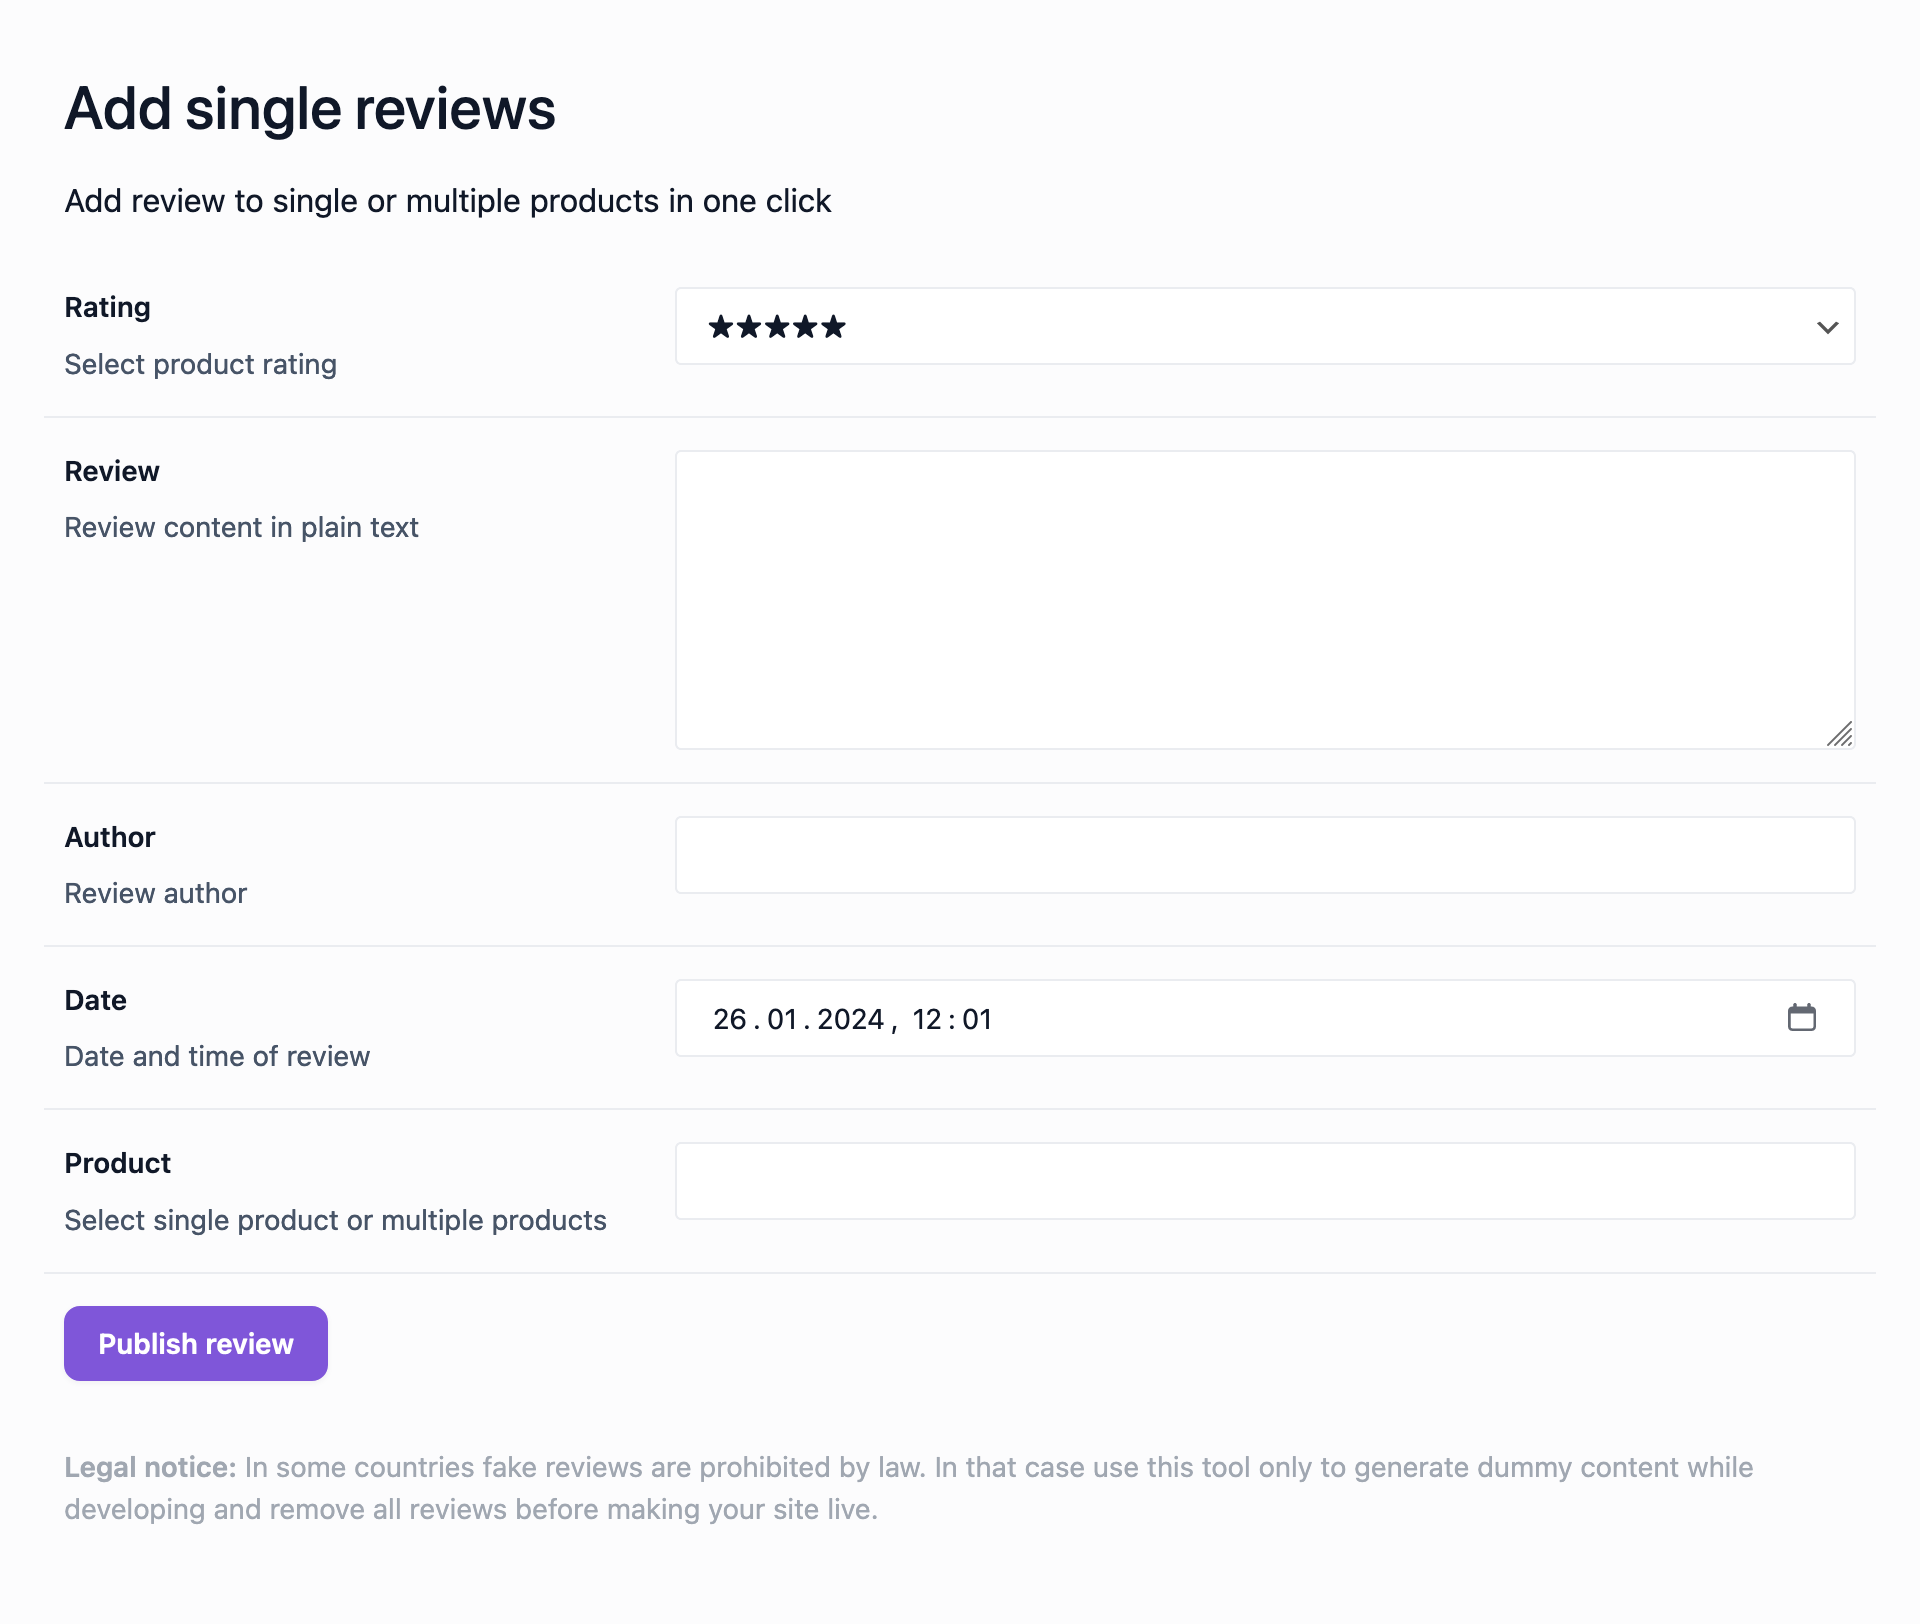 Add single reviews
Add review to single or multiple products in one click
Rating
Select product rating
★★★★★
Review
Review content in plain text
Author
Review author
Date
Date and time of review
26.01.2024, 12:01
Product
Select single product or multiple products
Publish review
Legal notice: In some countries fake reviews are prohibited by law. In that case use this tool only to generate dummy content while
developing and remove all reviews before making your site live.